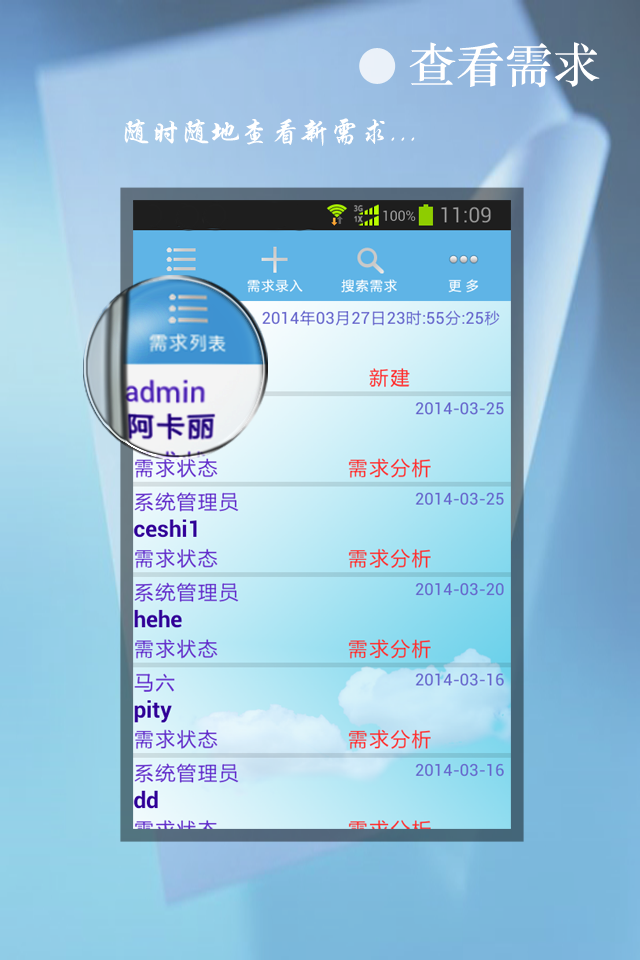 查看需求
随时随地查看新需求...
3G
1X
100%
11:09
需求录入
搜索需求
更多
需求列表
2014年03月27日23时:55分:25秒
新建
admin
2014-03-25
阿卡丽
需求状态
需求分析
系统管理员
2014-03-25
ceshi1
需求状态
需求分析
系统管理员
2014-03-20
hehe
需求状态
需求分析
马六
2014-03-16
pity
需求状态
需求分析
系统管理员
2014-03-16
dd
需求状态
需求分析